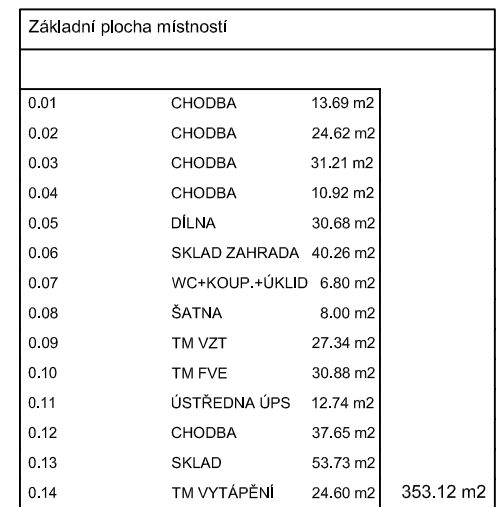 Základní plocha místností
0.01 CHODBA 13.69 m2
0.02 CHODBA 24.62 m2
0.03 CHODBA 31.21 m2
0.04 CHODBA 10.92 m2
0.05 DÍLNA 30.68 m2
0.06 SKLAD ZAHRADA 40.26 m2
0.07 WC+KOUP.+ÚKLID 6.80 m2
0.08 ŠATNA 8.00 m2
0.09 TM VZT 27.34 m2
0.10 TM FVE 30.88 m2
0.11 ÚSTŘEDNA ÚPS 12.74 m2
0.12 CHODBA 37.65 m2
0.13 SKLAD 53.73 m2
0.14 TM VYTÁPĚNÍ 24.60 m2 353.12 m2